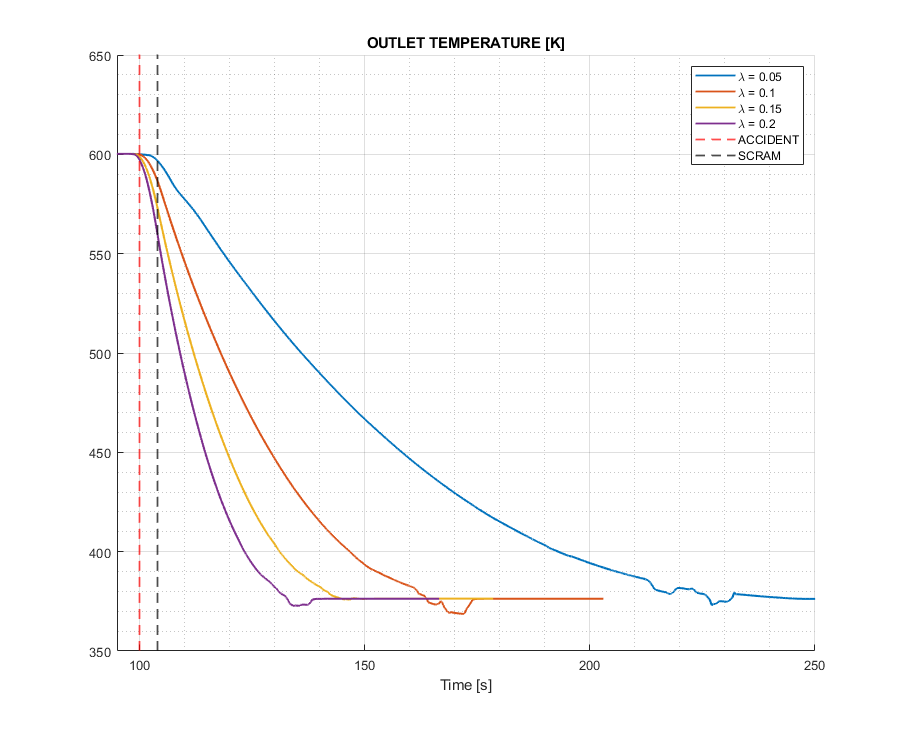 OUTLET TEMPERATURE [K]
650
600
550
500
450
400
350
100
150
200
250
Time [s]
λ = 0.05
λ = 0.1
λ = 0.15
λ = 0.2
ACCIDENT
SCRAM